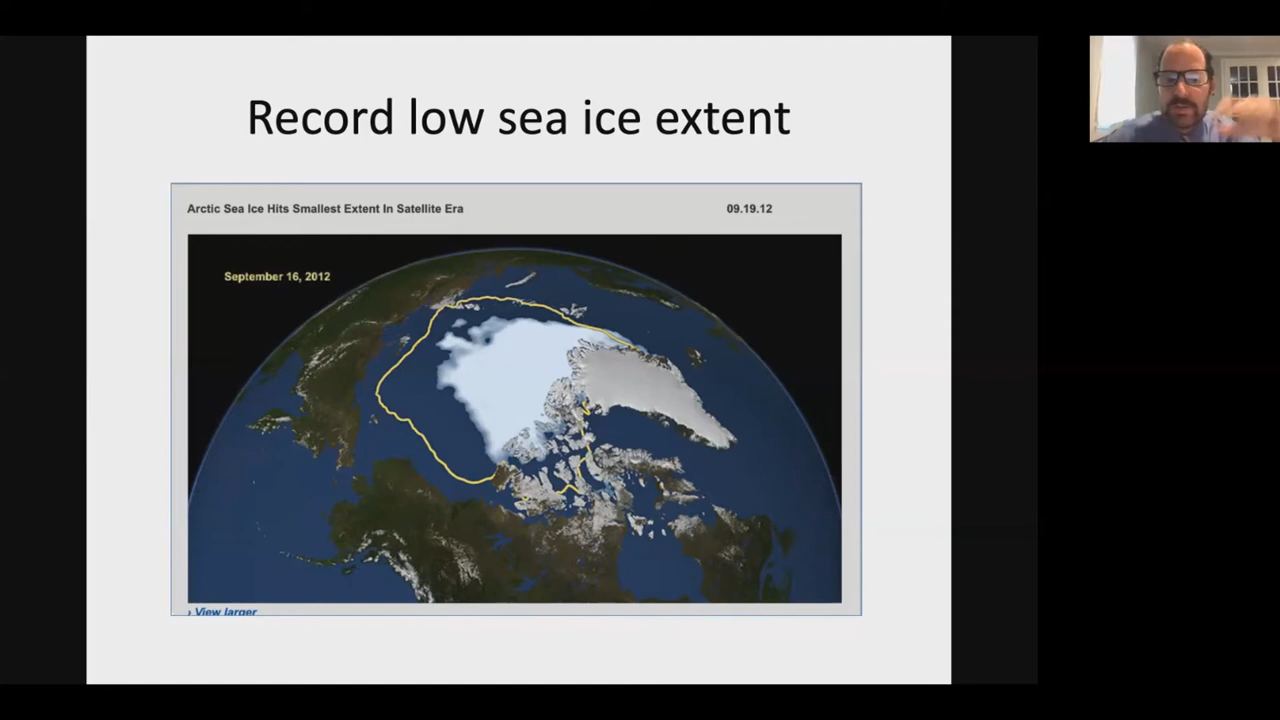 Record low sea ice extent
Arctic Sea Ice Hits Smallest Extent In Satellite Era 09.19.12
September 16, 2012
› View larger